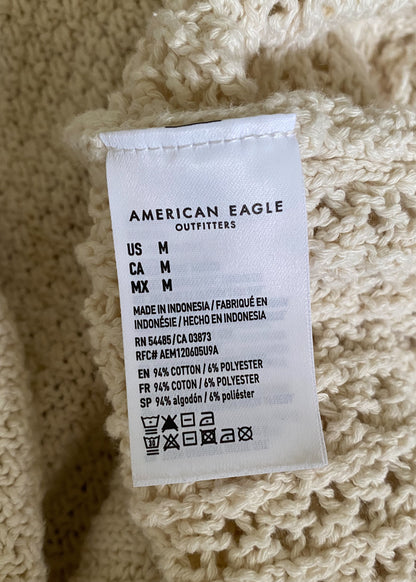 AMERICAN EAGLE
OUTFITTERS
US M
CA M
MX M
MADE IN INDONESIA / FABRIQUÉ EN
INDONÉSIE / HECHO EN INDONESIA
RN 54485 / CA 03873
RFC# AEM120605U9A
EN 94% COTTON / 6% POLYESTER
FR 94% COTON / 6% POLYESTER
SP 94% algodón / 6% poliéster